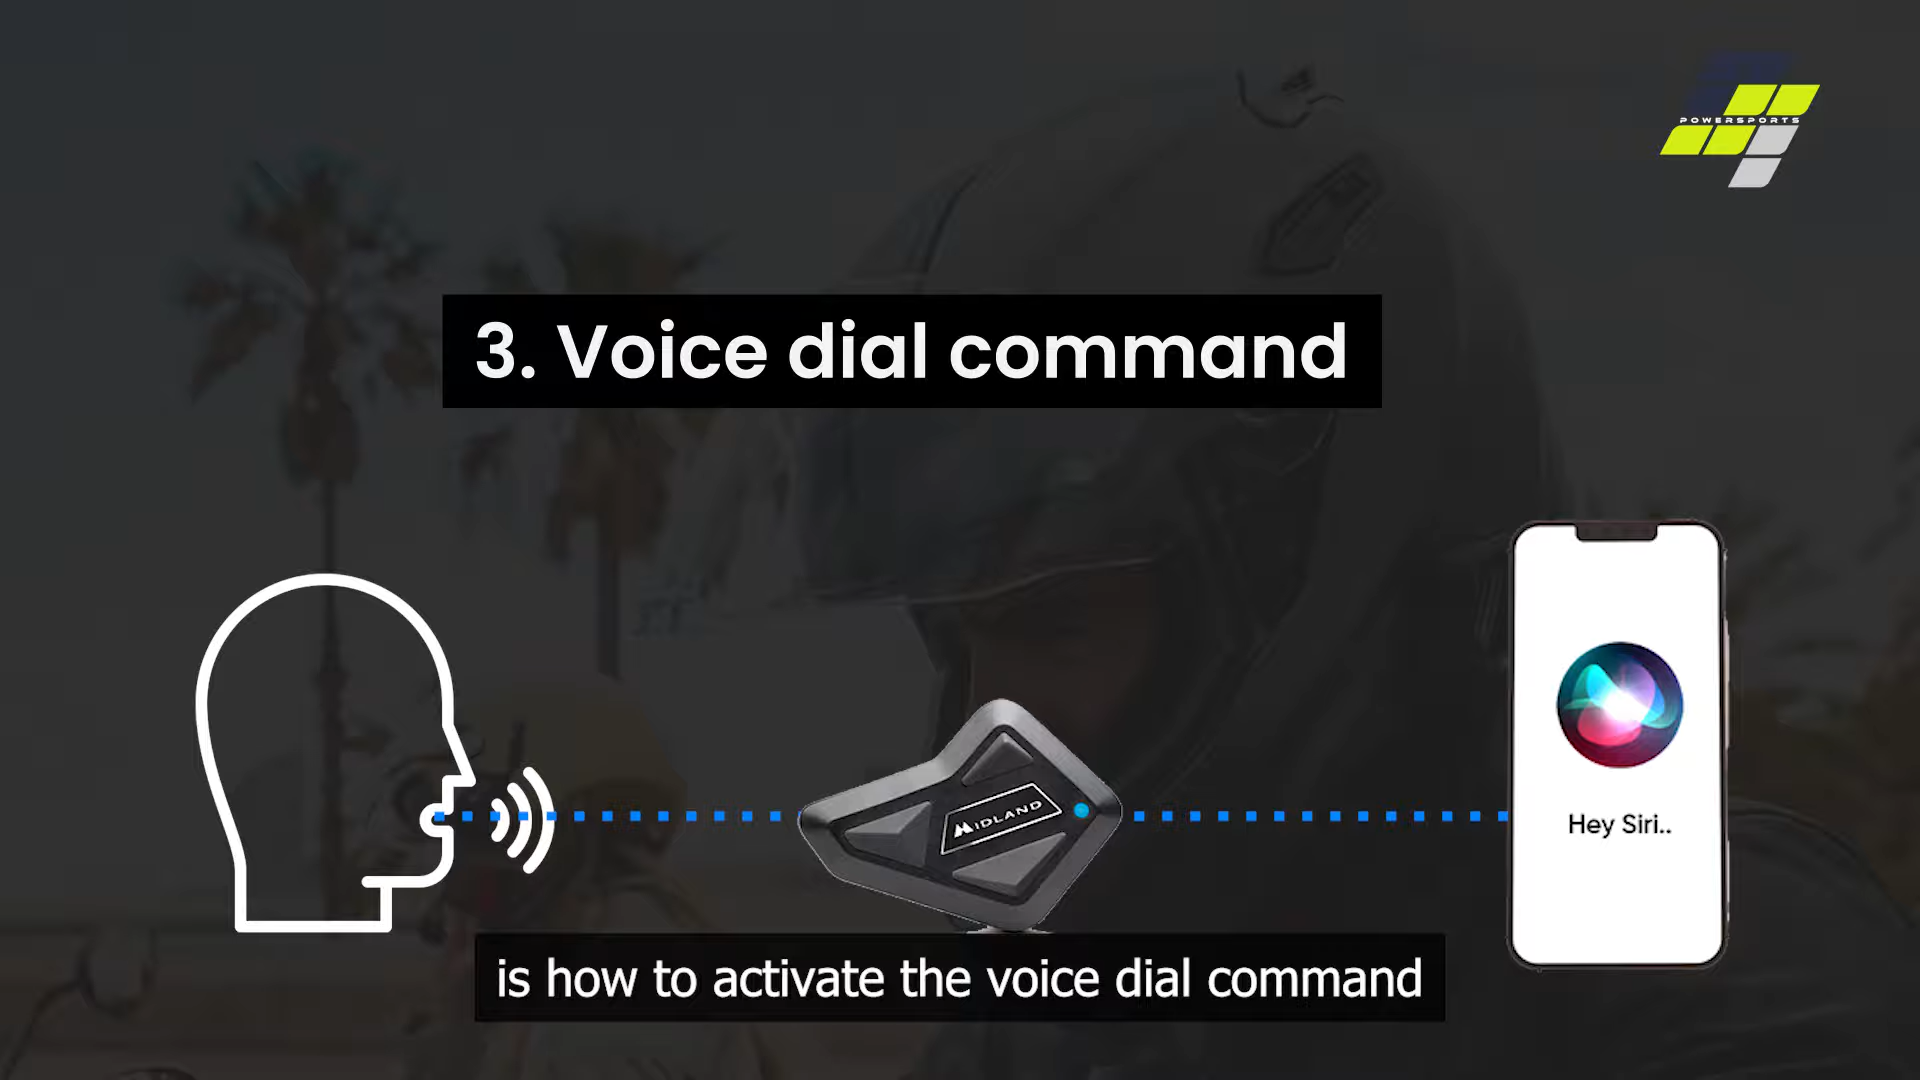 POWERSPORTS
3. Voice dial command
MIDLAND
Hey Siri..
is how to activate the voice dial command